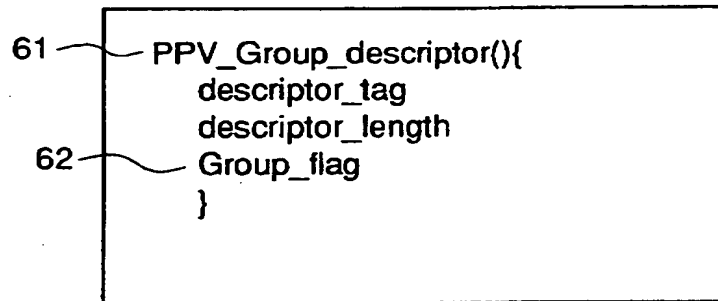 61 PPV_Group_descriptor(){
descriptor_tag
descriptor_length
62 Group_flag
}